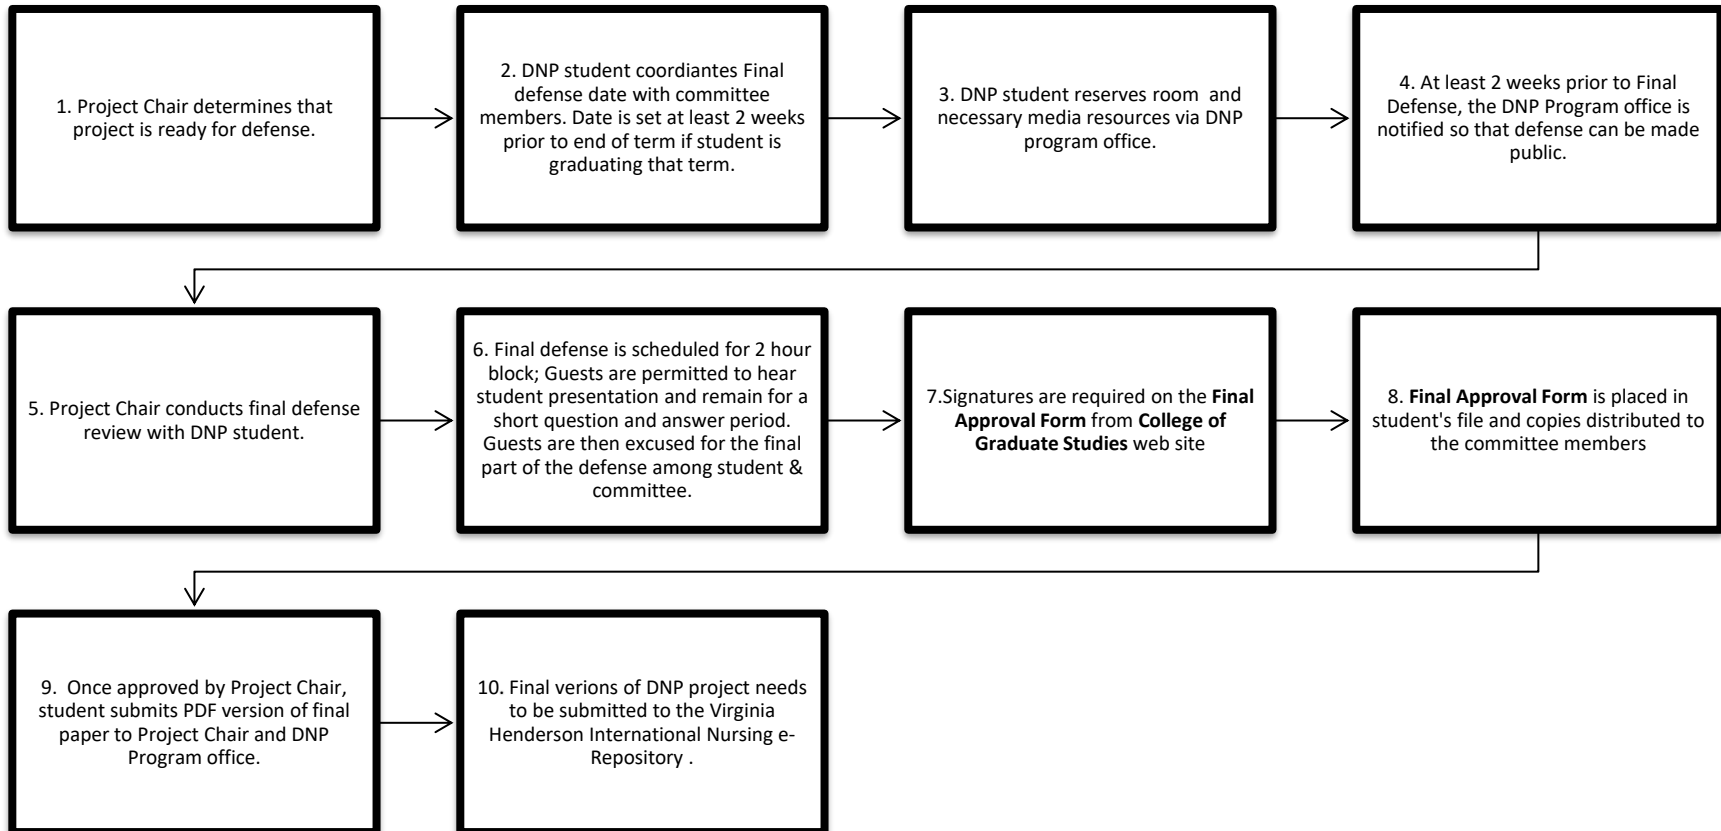 1. Project Chair determines that
project is ready for defense.
2. DNP student coordiantes Final
defense date with committee
members. Date is set at least 2 weeks
prior to end of term if student is
graduating that term.
3. DNP student reserves room  and
necessary media resources via DNP
program office.
4. At least 2 weeks prior to Final
Defense, the DNP Program office is
notified so that defense can be made
public.
5. Project Chair conducts final defense
review with DNP student.
6. Final defense is scheduled for 2 hour
block; Guests are permitted to hear
student presentation and remain for a
short question and answer period.
Guests are then excused for the final
part of the defense among student &
committee.
7.Signatures are required on the Final
Approval Form from College of
Graduate Studies web site
8. Final Approval Form is placed in
student's file and copies distributed to
the committee members
9.  Once approved by Project Chair,
student submits PDF version of final
paper to Project Chair and DNP
Program office.
10. Final verions of DNP project needs
to be submitted to the Virginia
Henderson International Nursing e-
Repository .